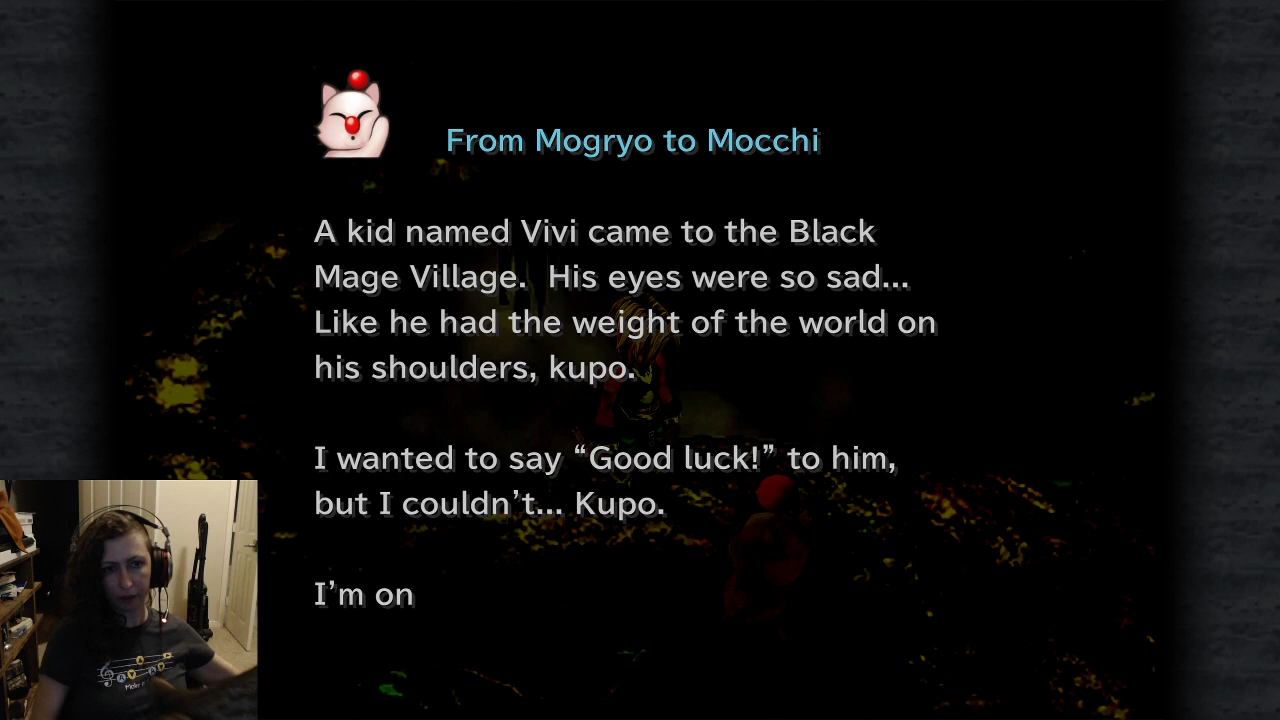 From Mogryo to Mocchi
A kid named Vivi came to the Black
Mage Village.  His eyes were so sad...
Like he had the weight of the world on
his shoulders, kupo.
I wanted to say “Good luck!” to him,
but I couldn’t... Kupo.
I’m on